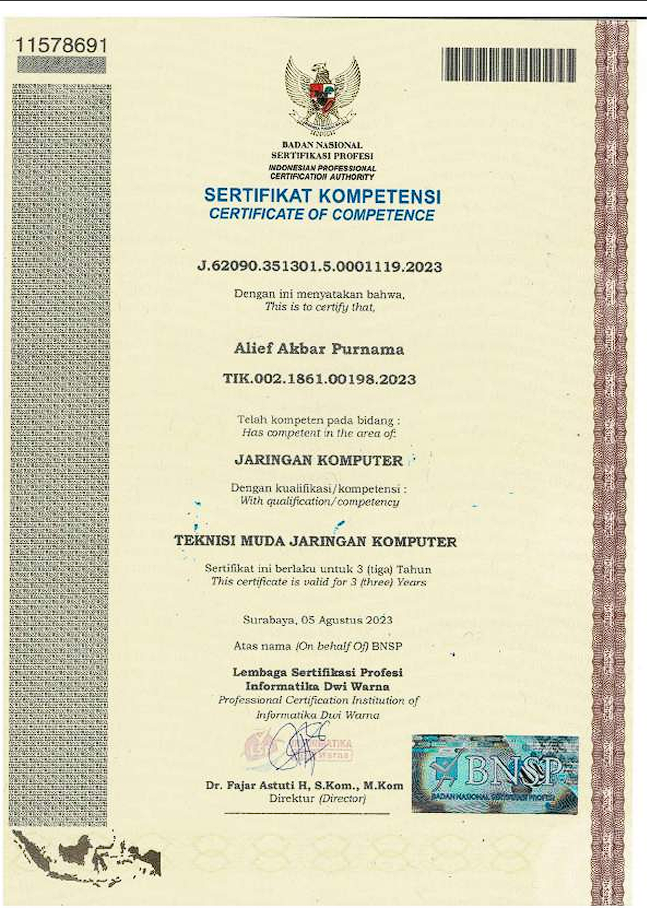 11578691
BADAN NASIONAL
SERTIFIKASI PROFESI
INDONESIAN PROFESSIONAL
CERTIFICATION AUTHORITY
SERTIFIKAT KOMPETENSI
CERTIFICATE OF COMPETENCE
J.62090.351301.5.0001119.2023
Dengan ini menyatakan bahwa,
This is to certify that,
Alief Akbar Purnama
TIK.002.1861.00198.2023
Telah kompeten pada bidang :
Has competent in the area of:
JARINGAN KOMPUTER
Dengan kualifikasi/kompetensi :
With qualification/competency
TEKNISI MUDA JARINGAN KOMPUTER
Sertifikat ini berlaku untuk 3 (tiga) Tahun
This certificate is valid for 3 (three) Years
Surabaya, 05 Agustus 2023
Atas nama (On behalf Of) BNSP
Lembaga Sertifikasi Profesi
Informatika Dwi Warna
Professional Certification Institution of
Informatika Dwi Warna
Dr. Fajar Astuti H, S.Kom., M.Kom
Direktur (Director)
BNSP
BADAN NASIONAL SERTIFIKASI PROFESI